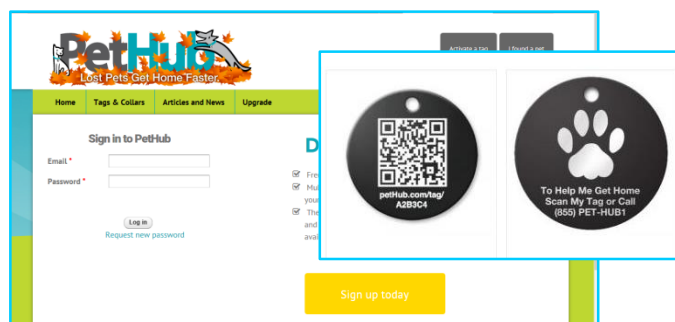 PetHub
Lost Pets Get Home Faster.
Activate a tag
I found a pet
Home
Tags & Collars
Articles and News
Upgrade
Sign in to PetHub
Email *
Password *
Log in
Request new password
D
Fre
Mul
you
The
and
avai
Sign up today
petHub.com/tag/
A2B3C4
To Help Me Get Home
Scan My Tag or Call
(855) PET-HUB1